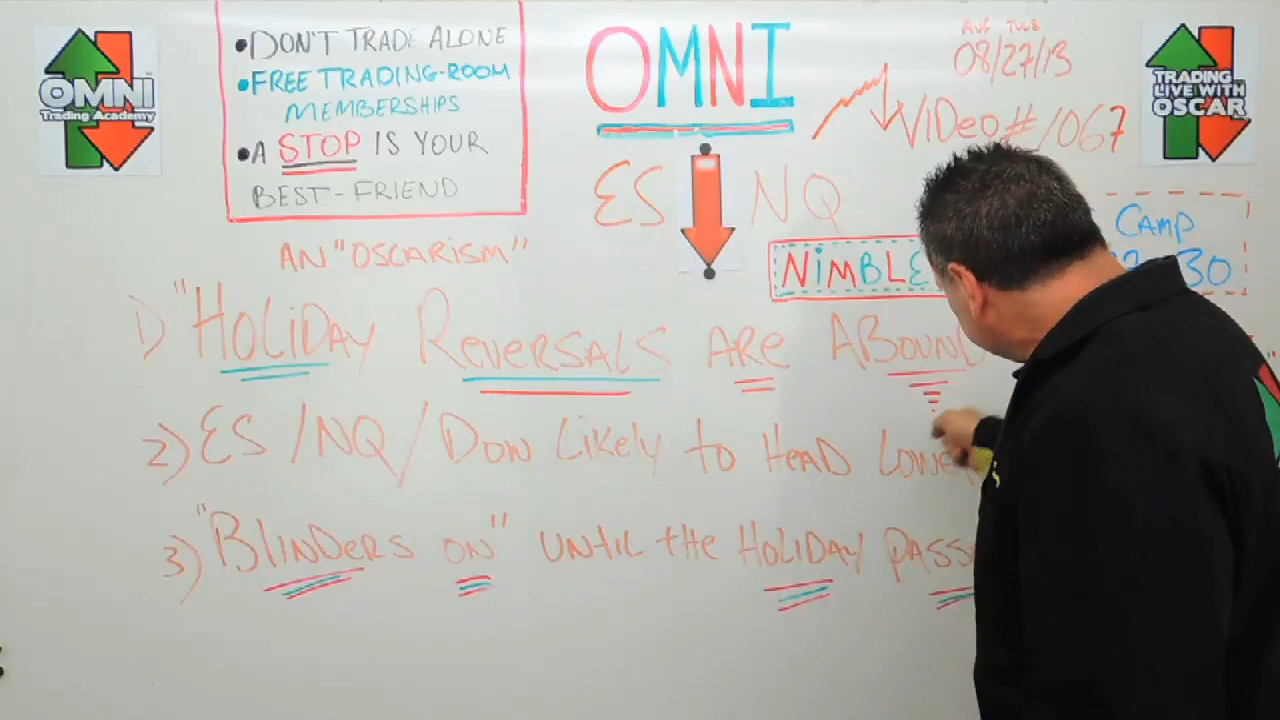 OMNI
Trading Academy
•DON'T TRADE ALONE
•FREE TRADING-ROOM
MEMBERSHIPS
•A STOP IS YOUR
BEST-FRIEND
OMNI
AUG TUES
08/27/13
VIDEO# 1067
TRADING
LIVE WITH
OSCAR
ES NQ
NIMBLE
CAMP
30
AN "OSCARISM"
1) "HOLIDAY REVERSALS ARE ABOUND
2) ES/NQ/DOW LIKELY TO HEAD LOWE
3) "BLINDERS ON" UNTIL THE HOLIDAY PASS